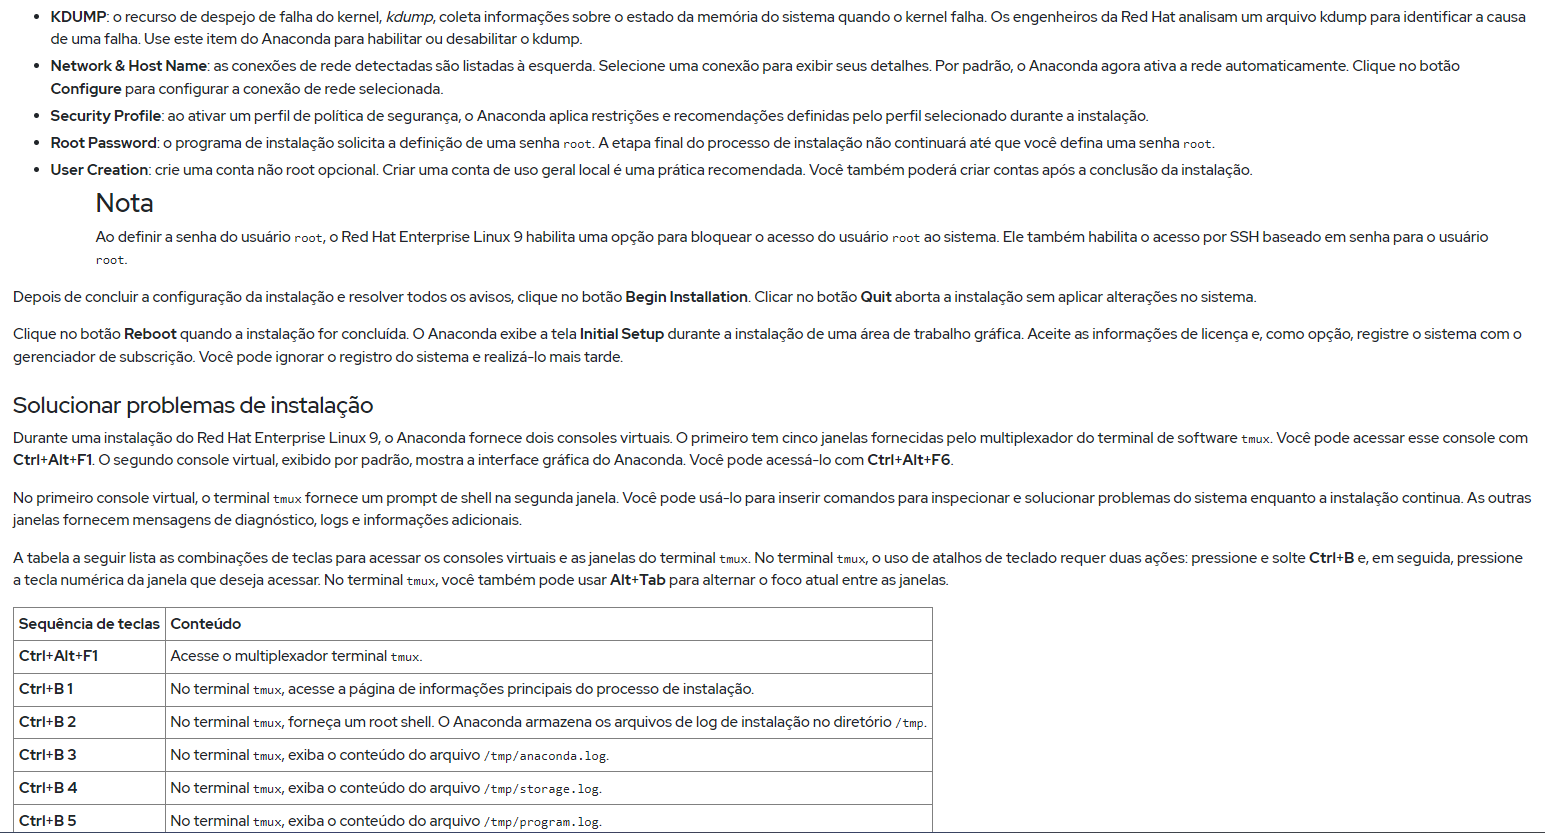 • KDUMP: o recurso de despejo de falha do kernel, kdump, coleta informações sobre o estado da memória do sistema quando o kernel falha. Os engenheiros da Red Hat analisam um arquivo kdump para identificar a causa
de uma falha. Use este item do Anaconda para habilitar ou desabilitar o kdump.
• Network & Host Name: as conexões de rede detectadas são listadas à esquerda. Selecione uma conexão para exibir seus detalhes. Por padrão, o Anaconda agora ativa a rede automaticamente. Clique no botão
Configure para configurar a conexão de rede selecionada.
• Security Profile: ao ativar um perfil de política de segurança, o Anaconda aplica restrições e recomendações definidas pelo perfil selecionado durante a instalação.
• Root Password: o programa de instalação solicita a definição de uma senha root. A etapa final do processo de instalação não continuará até que você defina uma senha root.
• User Creation: crie uma conta não root opcional. Criar uma conta de uso geral local é uma prática recomendada. Você também poderá criar contas após a conclusão da instalação.
Nota
Ao definir a senha do usuário root, o Red Hat Enterprise Linux 9 habilita uma opção para bloquear o acesso do usuário root ao sistema. Ele também habilita o acesso por SSH baseado em senha para o usuário
root.
Depois de concluir a configuração da instalação e resolver todos os avisos, clique no botão Begin Installation. Clicar no botão Quit aborta a instalação sem aplicar alterações no sistema.
Clique no botão Reboot quando a instalação for concluída. O Anaconda exibe a tela Initial Setup durante a instalação de uma área de trabalho gráfica. Aceite as informações de licença e, como opção, registre o sistema com o
gerenciador de subscrição. Você pode ignorar o registro do sistema e realizá-lo mais tarde.
Solucionar problemas de instalação
Durante uma instalação do Red Hat Enterprise Linux 9, o Anaconda fornece dois consoles virtuais. O primeiro tem cinco janelas fornecidas pelo multiplexador do terminal de software tmux. Você pode acessar esse console com
Ctrl+Alt+F1. O segundo console virtual, exibido por padrão, mostra a interface gráfica do Anaconda. Você pode acessá-lo com Ctrl+Alt+F6.
No primeiro console virtual, o terminal tmux fornece um prompt de shell na segunda janela. Você pode usá-lo para inserir comandos para inspecionar e solucionar problemas do sistema enquanto a instalação continua. As outras
janelas fornecem mensagens de diagnóstico, logs e informações adicionais.
A tabela a seguir lista as combinações de teclas para acessar os consoles virtuais e as janelas do terminal tmux. No terminal tmux, o uso de atalhos de teclado requer duas ações: pressione e solte Ctrl+B e, em seguida, pressione
a tecla numérica da janela que deseja acessar. No terminal tmux, você também pode usar Alt+Tab para alternar o foco atual entre as janelas.
Sequência de teclas Conteúdo
Ctrl+Alt+F1 Acesse o multiplexador terminal tmux.
Ctrl+B 1 No terminal tmux, acesse a página de informações principais do processo de instalação.
Ctrl+B 2 No terminal tmux, forneça um root shell. O Anaconda armazena os arquivos de log de instalação no diretório /tmp.
Ctrl+B 3 No terminal tmux, exiba o conteúdo do arquivo /tmp/anaconda.log.
Ctrl+B 4 No terminal tmux, exiba o conteúdo do arquivo /tmp/storage.log.
Ctrl+B 5 No terminal tmux, exiba o conteúdo do arquivo /tmp/program.log.